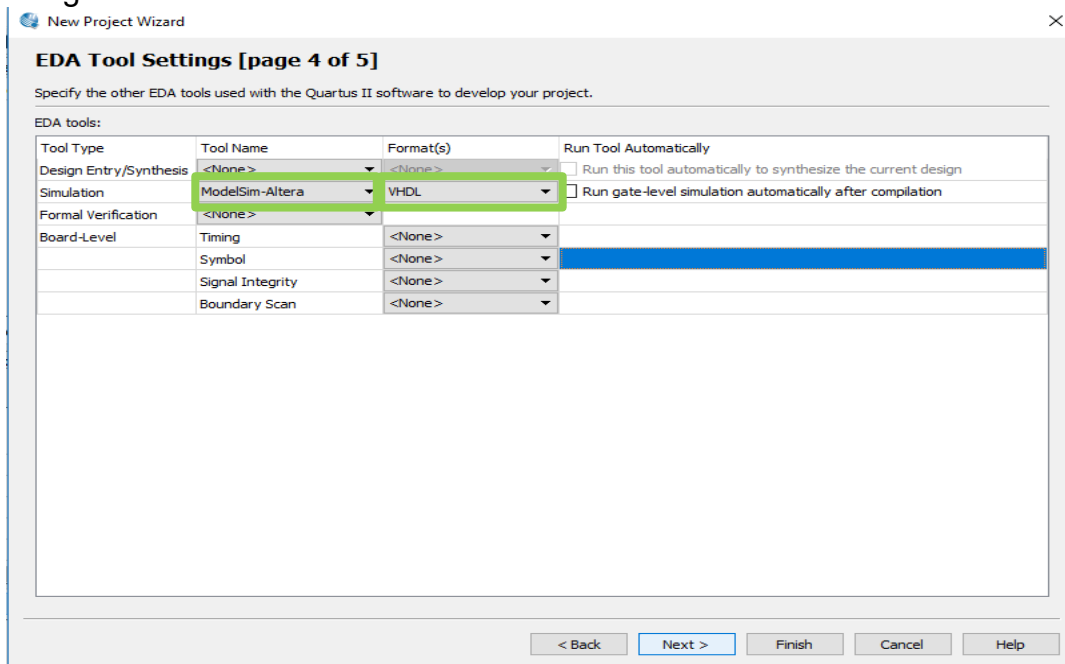 New Project Wizard
EDA Tool Settings [page 4 of 5]
Specify the other EDA tools used with the Quartus II software to develop your project.
EDA tools:
Tool Type Tool Name Format(s) Run Tool Automatically
Design Entry/Synthesis <None> <None> Run this tool automatically to synthesize the current design
Simulation ModelSim-Altera VHDL Run gate-level simulation automatically after compilation
Formal Verification <None>
Board-Level Timing <None>
Symbol <None>
Signal Integrity <None>
Boundary Scan <None>
< Back Next > Finish Cancel Help